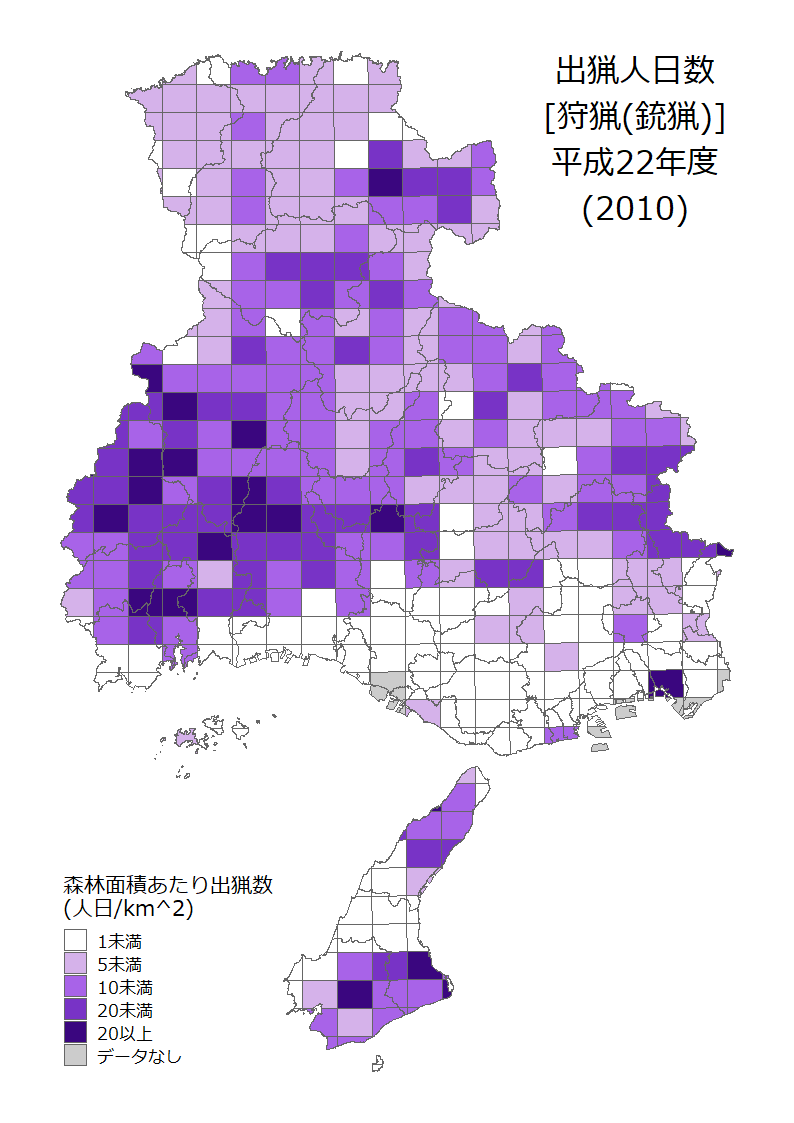 出猟人日数
[狩猟(銃猟)]
平成22年度
(2010)
森林面積あたり出猟数
(人日/km^2)
1未満
5未満
10未満
20未満
20以上
データなし